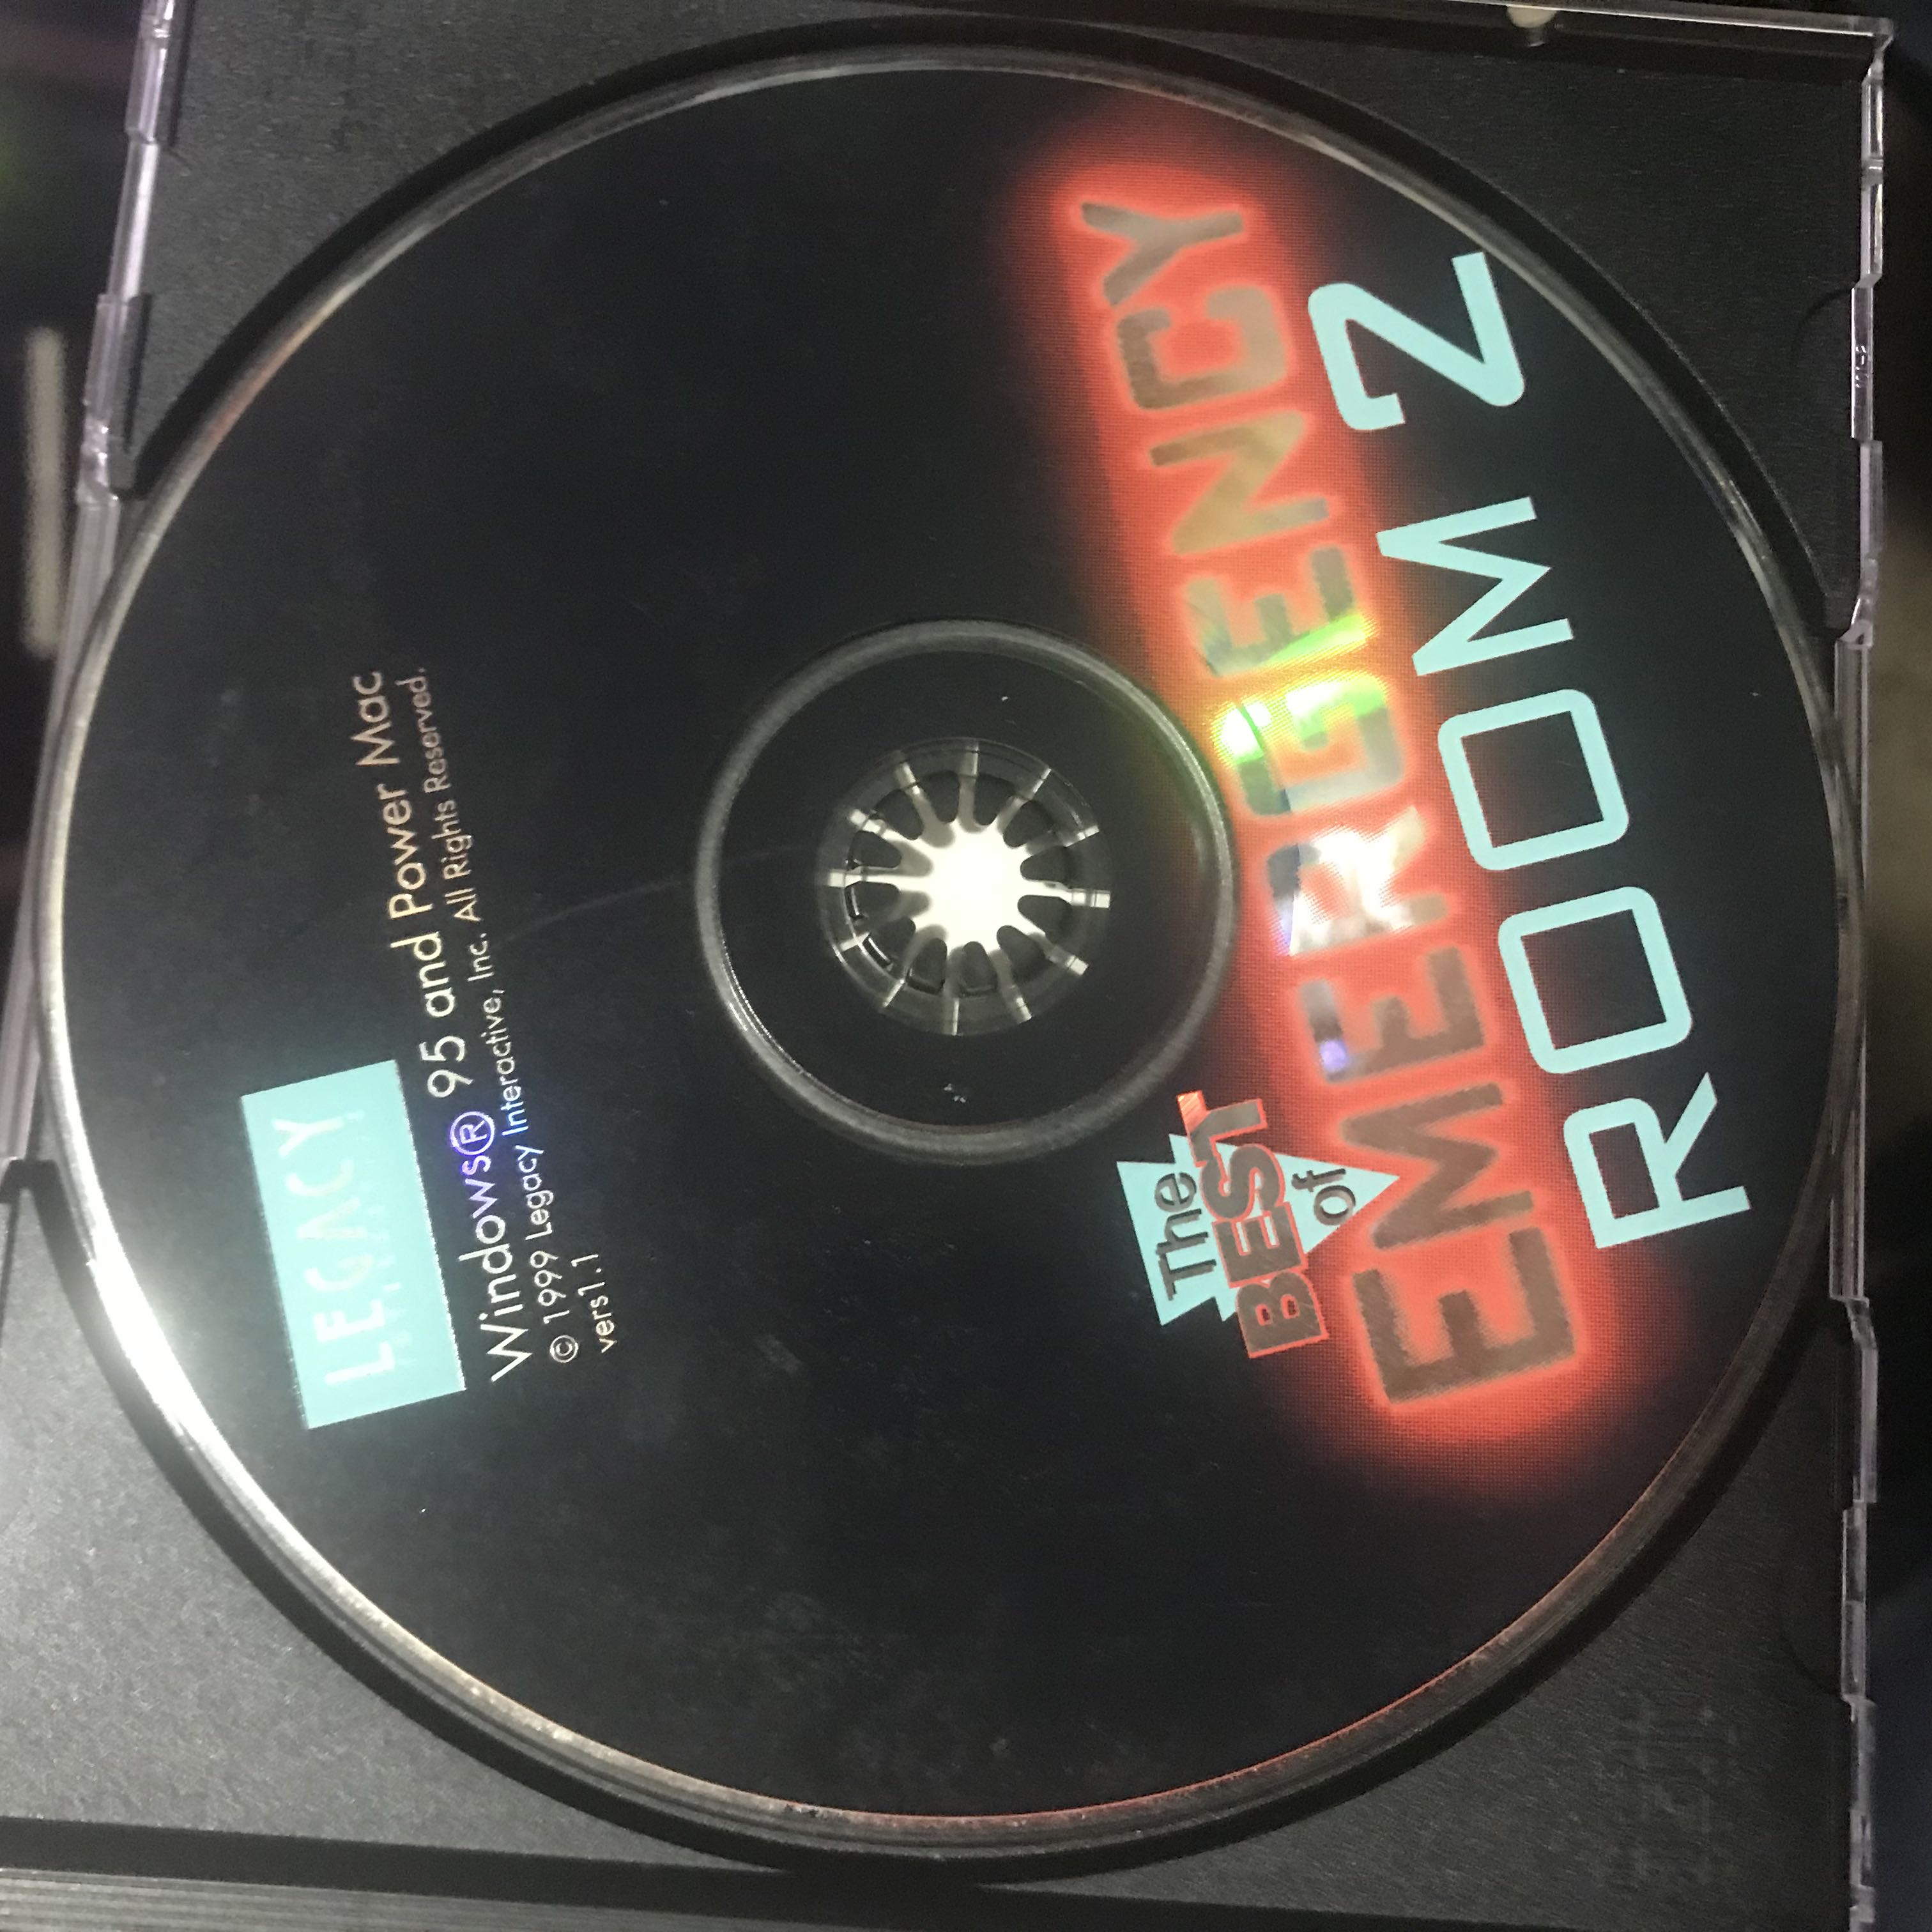 The
BEST
of
EMERGENCY
ROOM 2
LEGACY
Windows® 95 and Power Mac
© 1999 Legacy Interactive, Inc. All Rights Reserved.
vers1.1